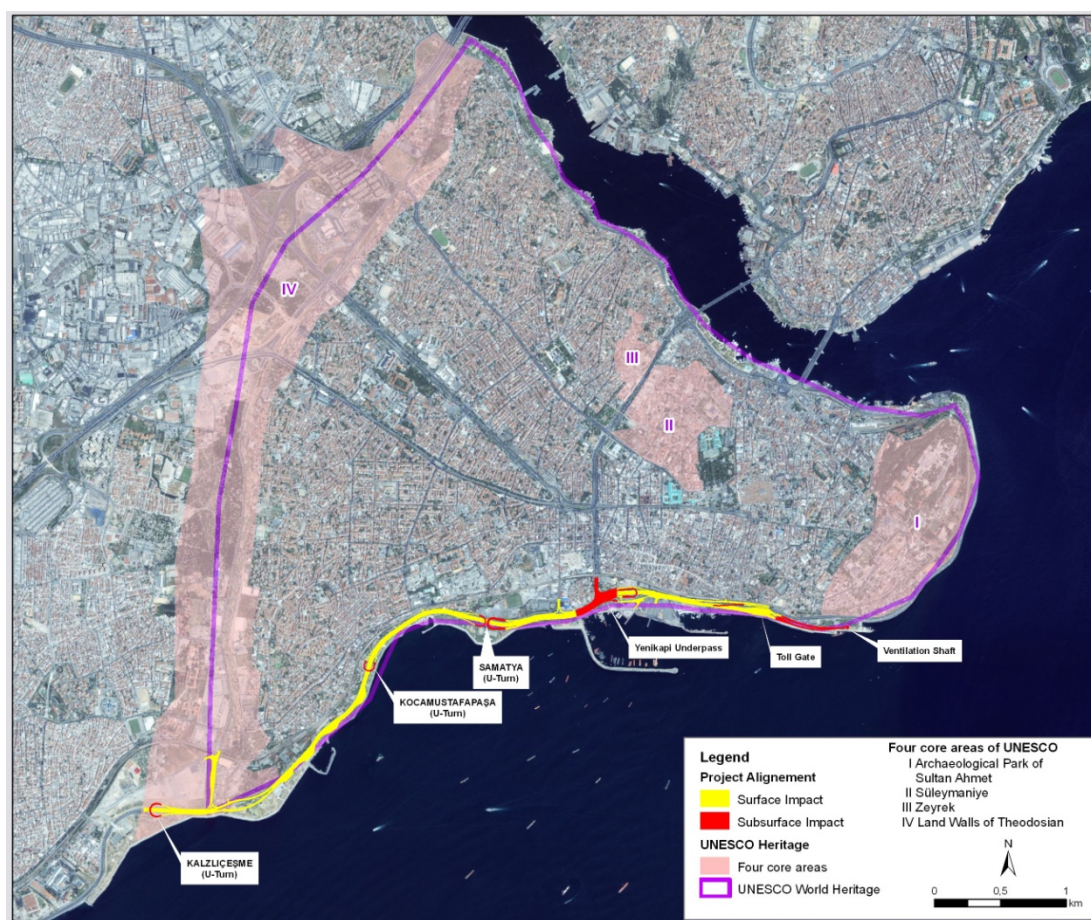 IV
III
II
I
SAMATYA
(U-Turn)
Yenikapi Underpass
Toll Gate
Ventilation Shaft
KOCAMUSTAFAPAŞA
(U-Turn)
KALZLIÇEŞME
(U-Turn)
Legend
Project Alignement
Surface Impact
Subsurface Impact
UNESCO Heritage
Four core areas
UNESCO World Heritage
Four core areas of UNESCO
I Archaeological Park of
Sultan Ahmet
II Süleymaniye
III Zeyrek
IV Land Walls of Theodosian
N
0 0,5 1
km